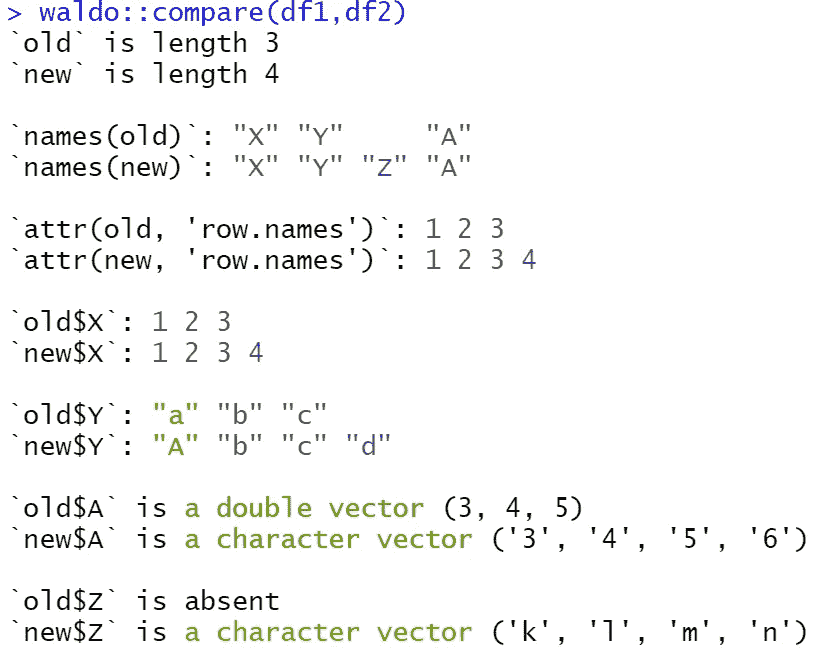 > waldo::compare(df1,df2)
`old` is length 3
`new` is length 4
`names(old)`: "X" "Y"     "A"
`names(new)`: "X" "Y" "Z" "A"
`attr(old, 'row.names')`: 1 2 3
`attr(new, 'row.names')`: 1 2 3 4
`old$X`: 1 2 3
`new$X`: 1 2 3 4
`old$Y`: "a" "b" "c"
`new$Y`: "A" "b" "c" "d"
`old$A` is a double vector (3, 4, 5)
`new$A` is a character vector ('3', '4', '5', '6')
`old$Z` is absent
`new$Z` is a character vector ('k', 'l', 'm', 'n')